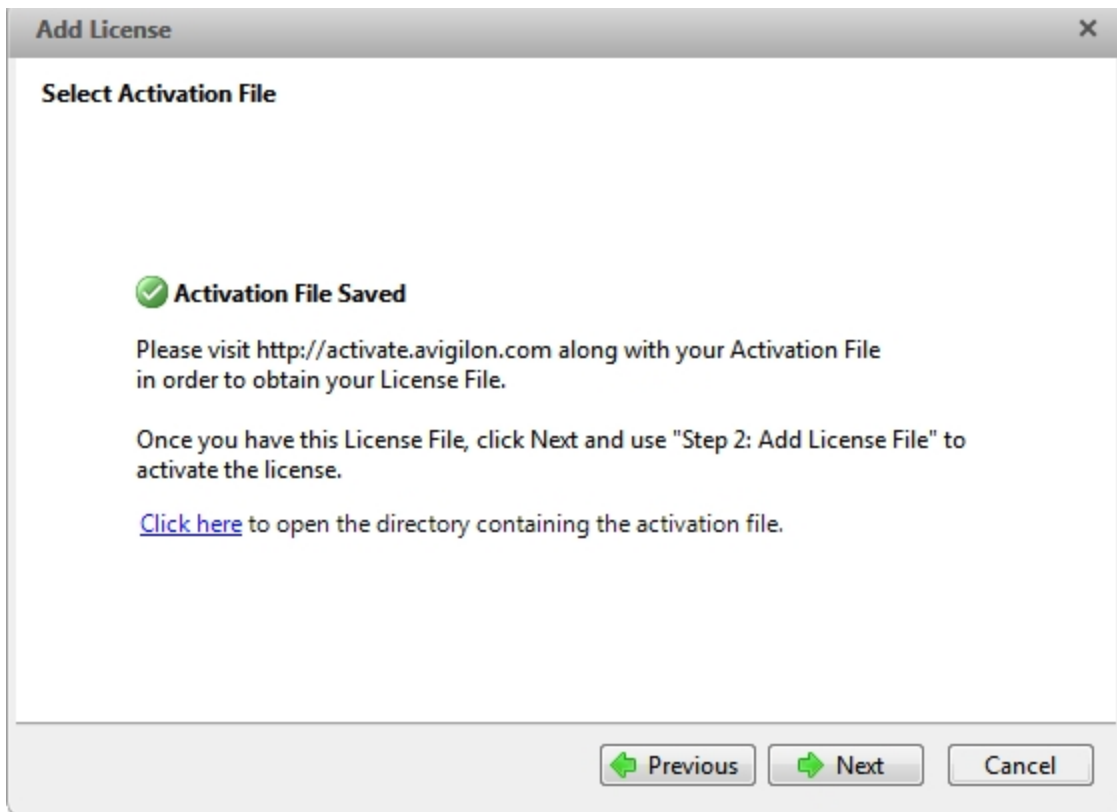 Add License
Select Activation File
Activation File Saved
Please visit http://activate.avigilon.com along with your Activation File
in order to obtain your License File.
Once you have this License File, click Next and use "Step 2: Add License File" to
activate the license.
Click here to open the directory containing the activation file.
Previous Next Cancel